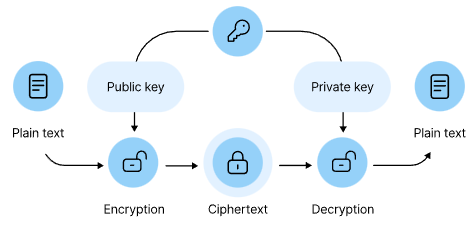 Public key
Private key
Plain text
Plain text
Encryption
Ciphertext
Decryption